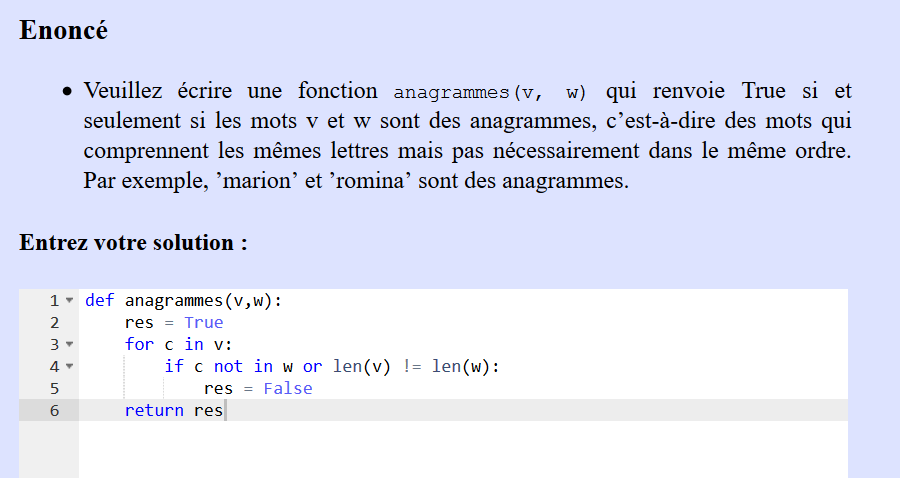 Enoncé
• Veuillez écrire une fonction anagrammes(v, w) qui renvoie True si et
seulement si les mots v et w sont des anagrammes, c’est-à-dire des mots qui
comprennent les mêmes lettres mais pas nécessairement dans le même ordre.
Par exemple, ’marion’ et ’romina’ sont des anagrammes.
Entrez votre solution :
1 def anagrammes(v,w):
2     res = True
3     for c in v:
4         if c not in w or len(v) != len(w):
5             res = False
6     return res